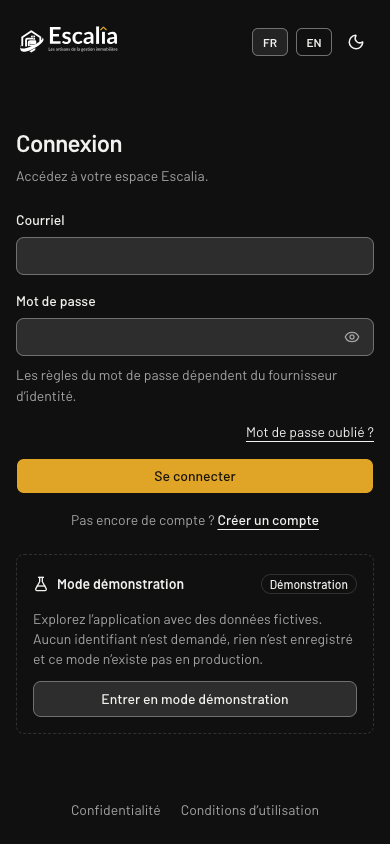 Escalia
Les artisans de la gestion immobilière
FR
EN
Connexion
Accédez à votre espace Escalia.
Courriel
Mot de passe
Les règles du mot de passe dépendent du fournisseur
d'identité.
Mot de passe oublié ?
Se connecter
Pas encore de compte ? Créer un compte
Mode démonstration
Démonstration
Explorez l'application avec des données fictives.
Aucun identifiant n'est demandé, rien n'est enregistré
et ce mode n'existe pas en production.
Entrer en mode démonstration
Confidentialité
Conditions d'utilisation